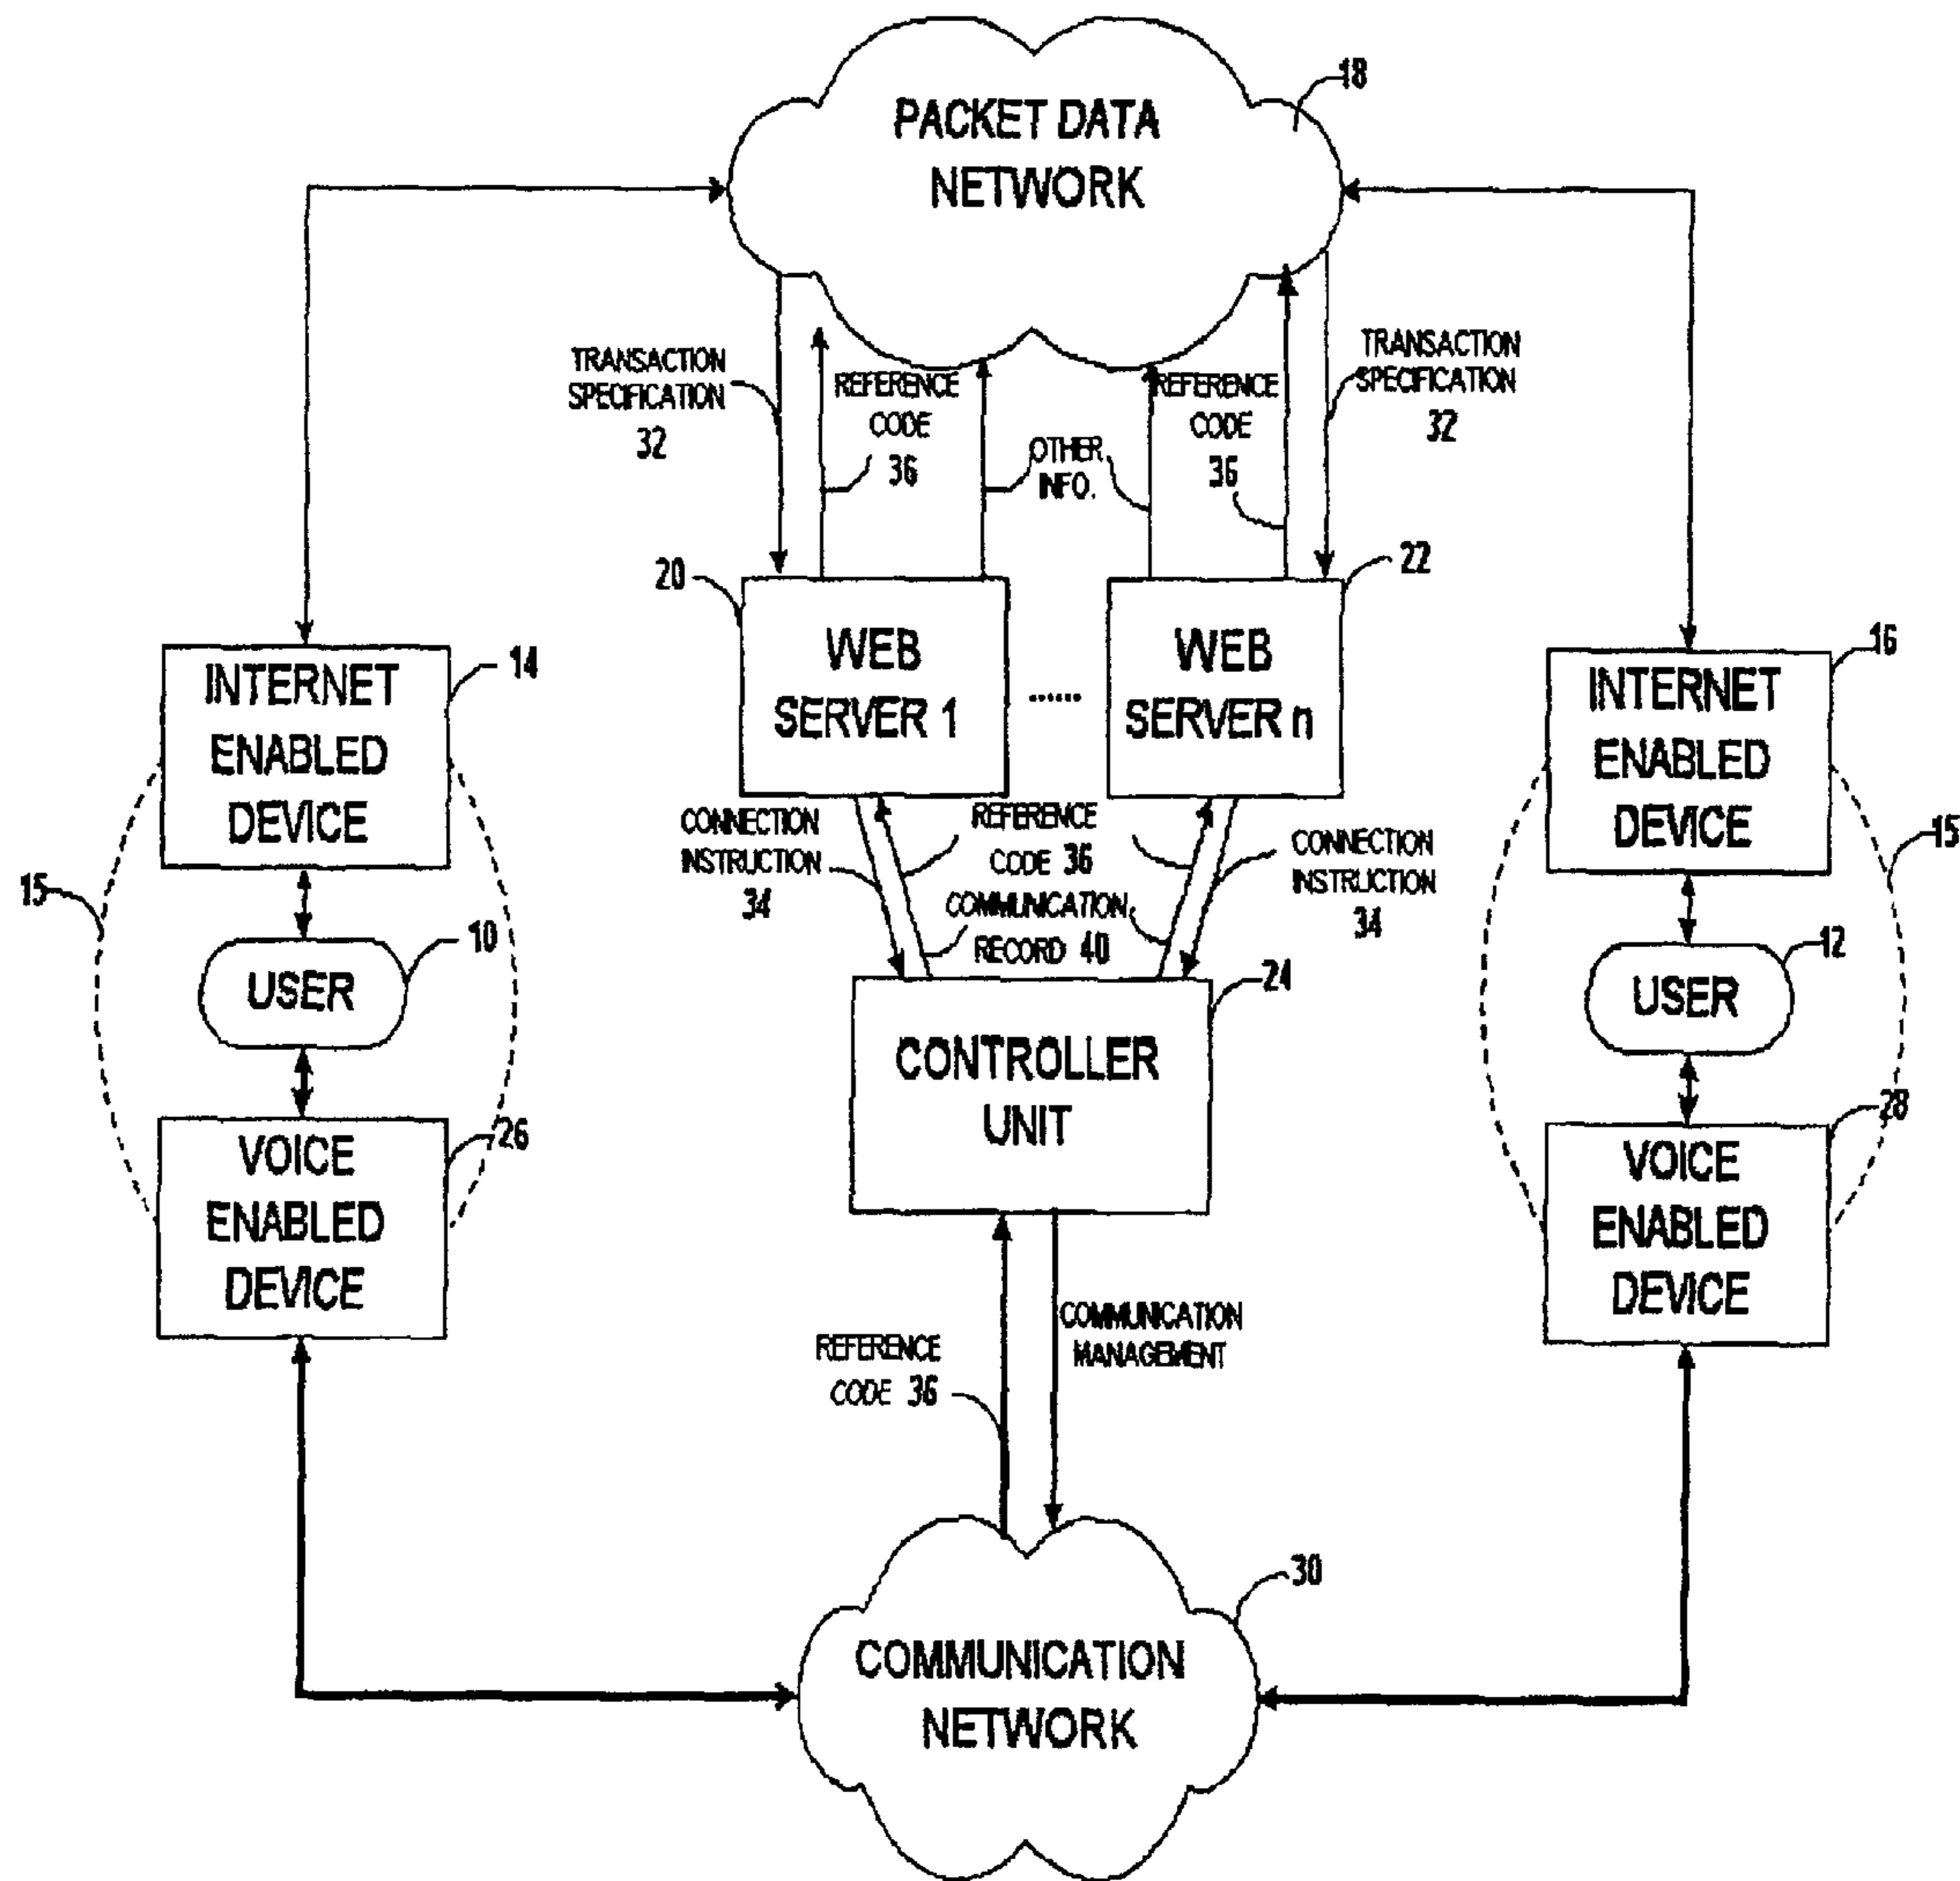 PACKET DATA
NETWORK
18
TRANSACTION
SPECIFICATION
32
REFERENCE
CODE
36
OTHER
INFO.
REFERENCE
CODE
36
TRANSACTION
SPECIFICATION
32
20
WEB
SERVER 1
......
22
WEB
SERVER n
14
INTERNET
ENABLED
DEVICE
16
INTERNET
ENABLED
DEVICE
CONNECTION
INSTRUCTION
34
REFERENCE
CODE 36
COMMUNICATION
RECORD 40
CONNECTION
INSTRUCTION
34
15
10
USER
24
CONTROLLER
UNIT
15
12
USER
26
VOICE
ENABLED
DEVICE
28
VOICE
ENABLED
DEVICE
REFERENCE
CODE 36
COMMUNICATION
MANAGEMENT
30
COMMUNICATION
NETWORK